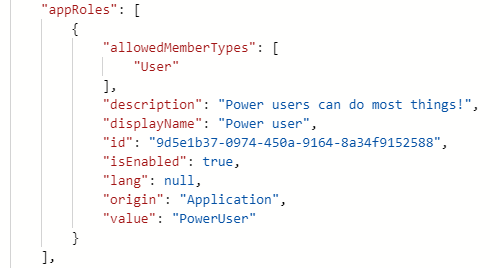 "appRoles": [
{
"allowedMemberTypes": [
"User"
],
"description": "Power users can do most things!",
"displayName": "Power user",
"id": "9d5e1b37-0974-450a-9164-8a34f9152588",
"isEnabled": true,
"lang": null,
"origin": "Application",
"value": "PowerUser"
}
],